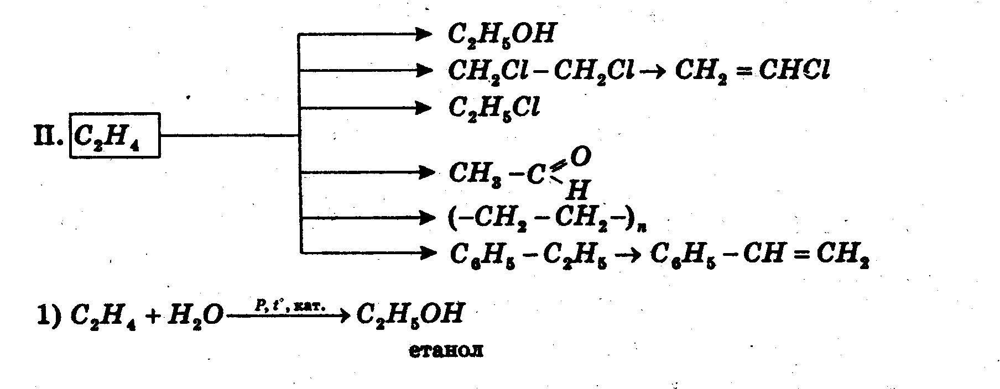 C₂H₅OH
CH₂Cl – CH₂Cl → CH₂ = CHCl
C₂H₅Cl
II. C₂H₄
O
CH₃ – C
H
(–CH₂ – CH₂–)ₙ
C₆H₅ – C₂H₅ → C₆H₅ – CH = CH₂
P, t°, кат.
1) C₂H₄ + H₂O → C₂H₅OH
етанол